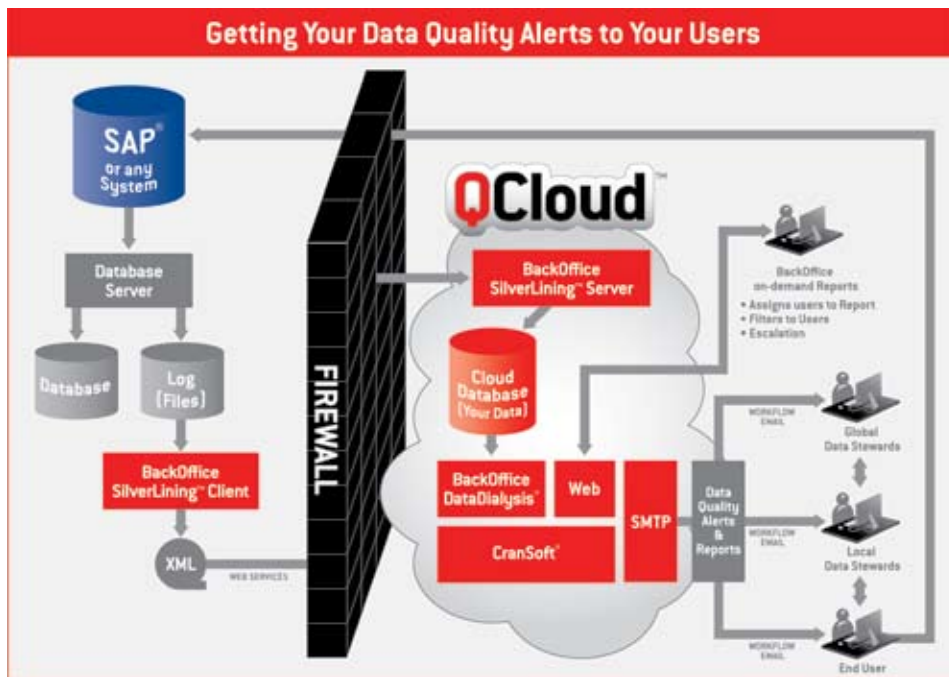 Getting Your Data Quality Alerts to Your Users
SAP®
or any
System
Database
Server
Database
Log
(Files)
BackOffice
SilverLining™ Client
XML
WEB SERVICES
FIREWALL
QCloud™
BackOffice
SilverLining™ Server
Cloud
Database
(Your Data)
BackOffice
DataDialysis®
Web
SMTP
CranSoft®
Data
Quality
Alerts
&
Reports
BackOffice
on-demand Reports
• Assigns users to Report
• Filters to Users
• Escalation
WORKFLOW
EMAIL
Global
Data Stewards
WORKFLOW
EMAIL
Local
Data Stewards
WORKFLOW
EMAIL
End User